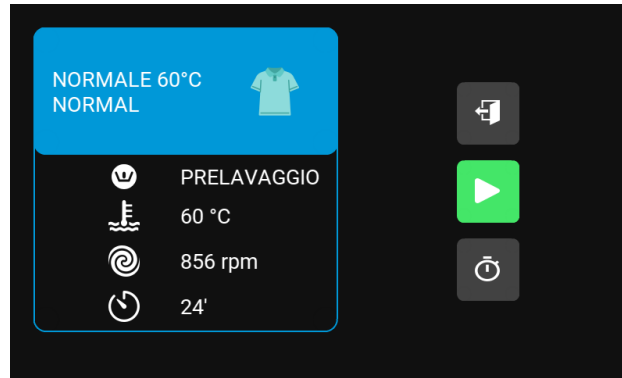 NORMALE 60°C
NORMAL
PRELAVAGGIO
60 °C
856 rpm
24'